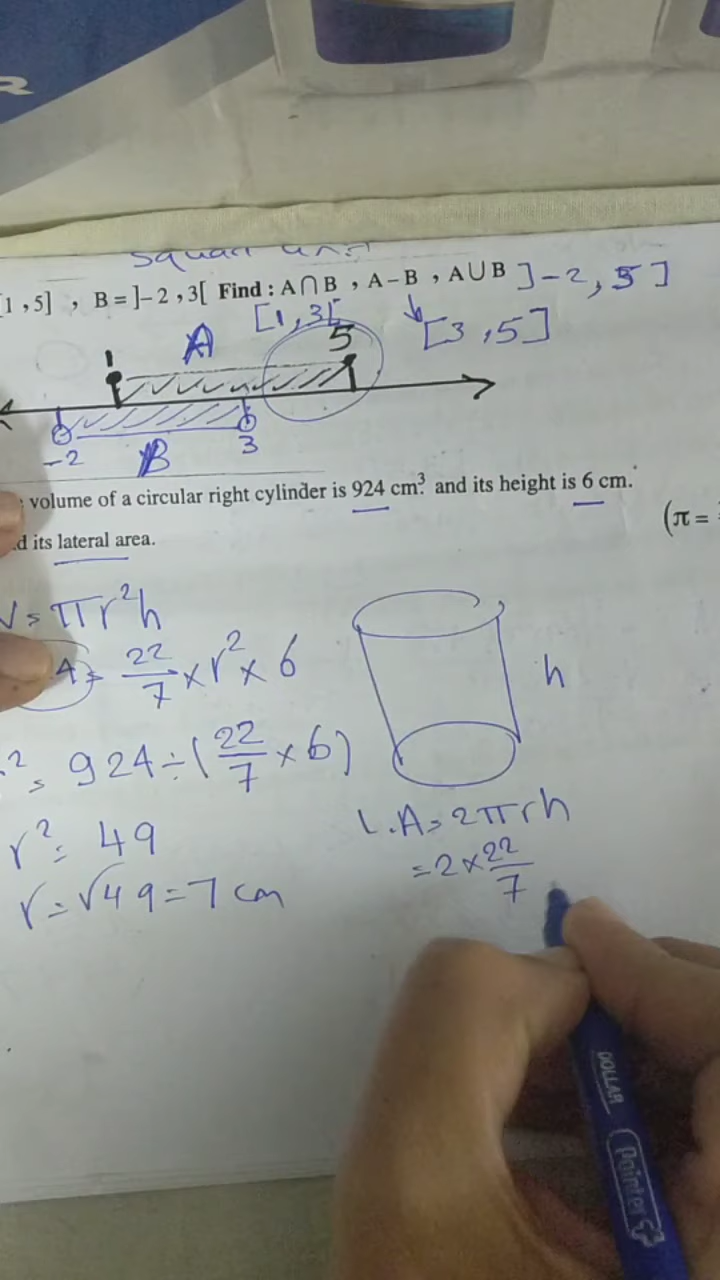 square unit
[1 , 5] , B = ]– 2 , 3[ Find : A ∩ B , A – B , A ∪ B ]-2, 5]
[1,3[ [3,5]
A 5
1
-2 B 3
volume of a circular right cylinder is 924 cm³. and its height is 6 cm.
(π =
d its lateral area.
V = πr²h
= 22/7 × r² × 6
h
² = 924 ÷ (22/7 × 6)
r² = 49
r = √49 = 7 cm
L.A = 2πrh
= 2 × 22/7
DOLLAR
Pointer